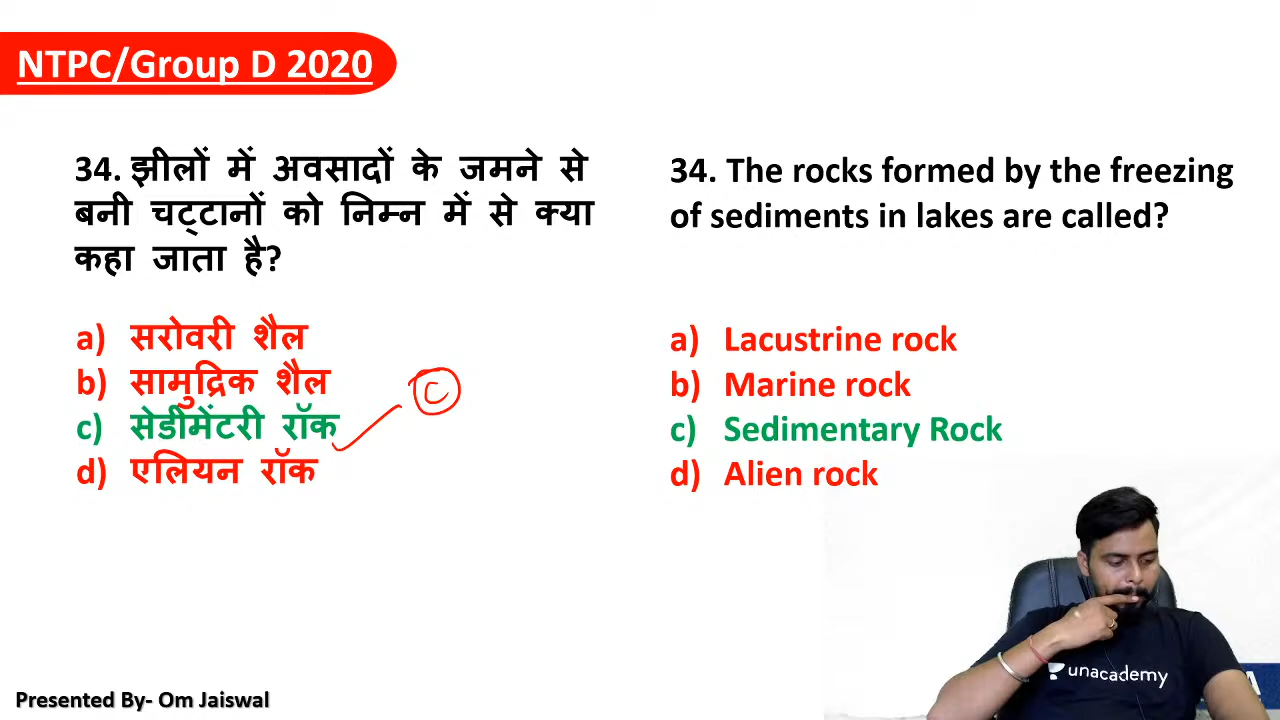 NTPC/Group D 2020
34. झीलों में अवसादों के जमने से
बनी चट्टानों को निम्न में से क्या
कहा जाता है?
a) सरोवरी शैल
b) सामुद्रिक शैल
c) सेडीमेंटरी रॉक
d) एलियन रॉक
C
34. The rocks formed by the freezing
of sediments in lakes are called?
a) Lacustrine rock
b) Marine rock
c) Sedimentary Rock
d) Alien rock
unacademy
A
Presented By- Om Jaiswal